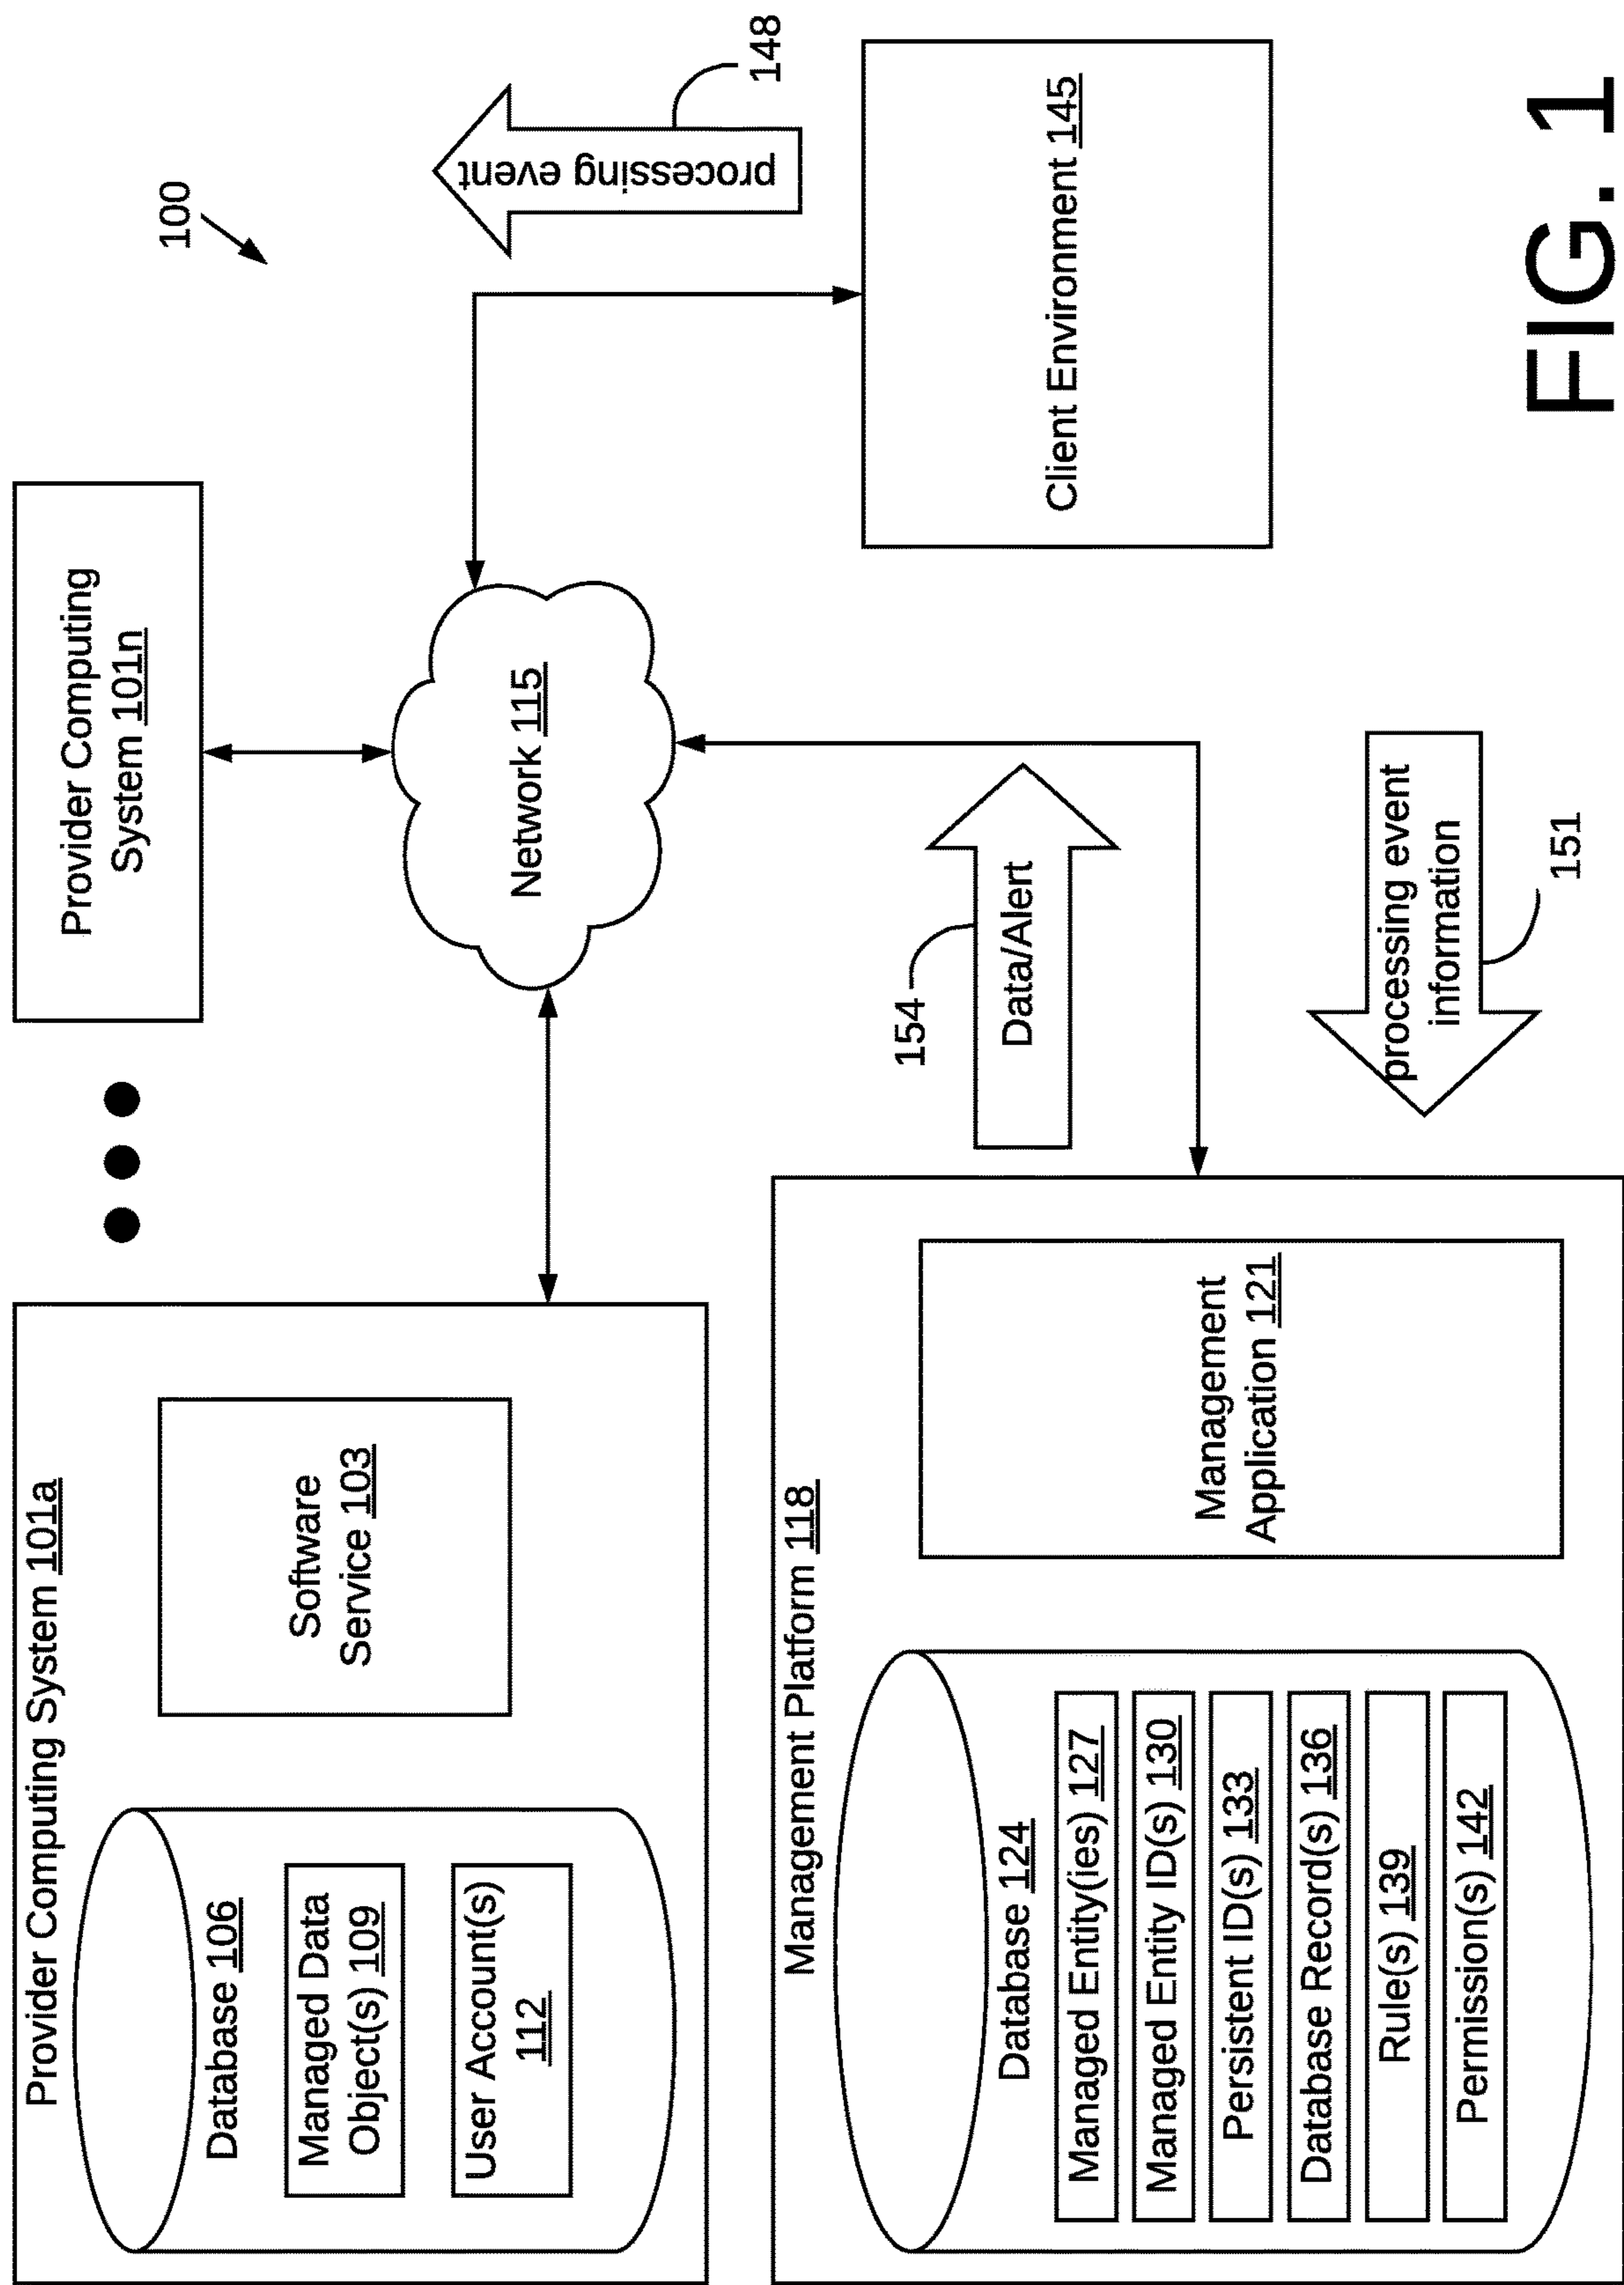 Provider Computing System 101a
Database 106
Managed Data
Object(s) 109
User Account(s)
112
Software
Service 103
Provider Computing
System 101n
100
Network 115
processing event
148
Client Environment 145
154
Data/Alert
processing event
information
151
Management Platform 118
Database 124
Managed Entity(ies) 127
Managed Entity ID(s) 130
Persistent ID(s) 133
Database Record(s) 136
Rule(s) 139
Permission(s) 142
Management
Application 121
FIG. 1